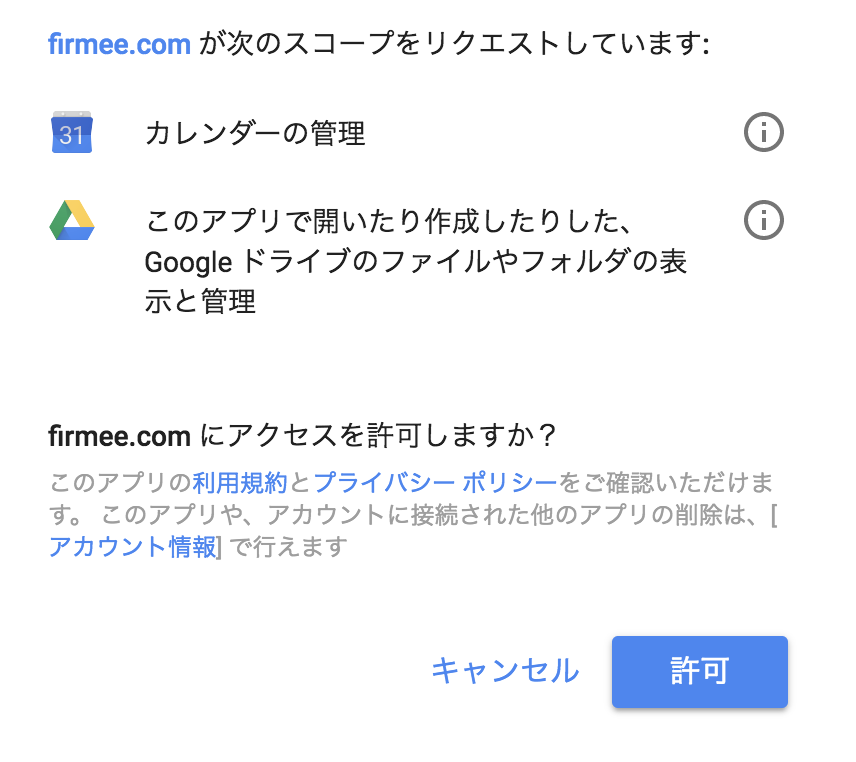 firmee.com が次のスコープをリクエストしています:
31
カレンダーの管理
このアプリで開いたり作成したりした、
Google ドライブのファイルやフォルダの表
示と管理
firmee.com にアクセスを許可しますか？
このアプリの利用規約とプライバシー ポリシーをご確認いただけま
す。 このアプリや、アカウントに接続された他のアプリの削除は、[
アカウント情報] で行えます
キャンセル
許可